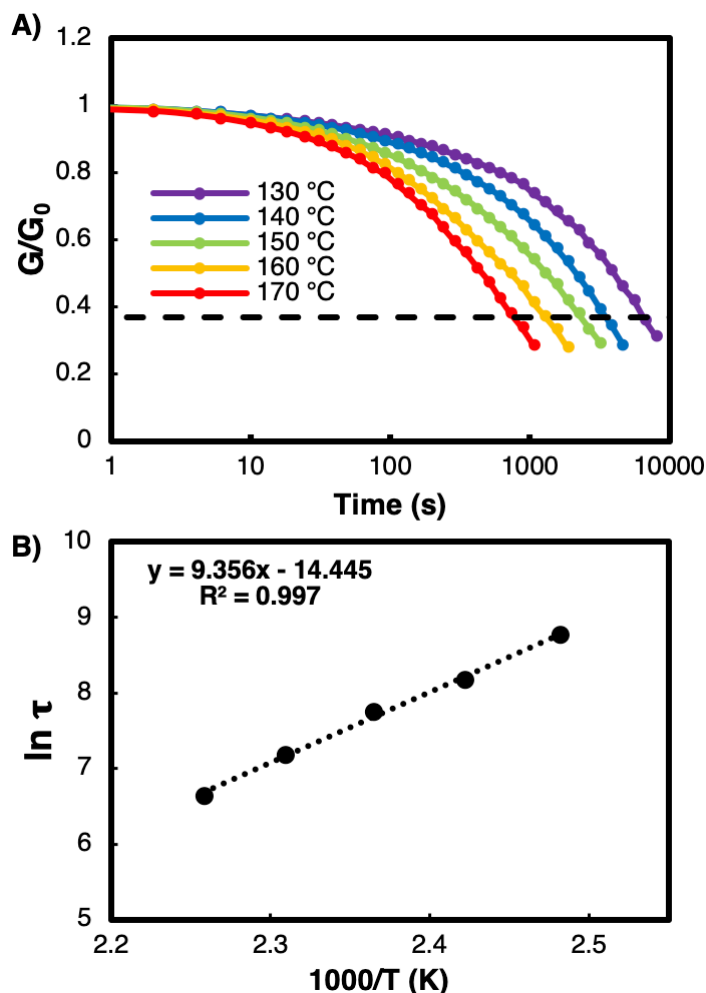 A)
1.2
1
0.8
0.6
0.4
0.2
0
G/G₀
130 °C
140 °C
150 °C
160 °C
170 °C
1 10 100 1000 10000
Time (s)
B)
10
9
8
7
6
5
ln τ
y = 9.356x - 14.445
R² = 0.997
2.2 2.3 2.4 2.5
1000/T (K)